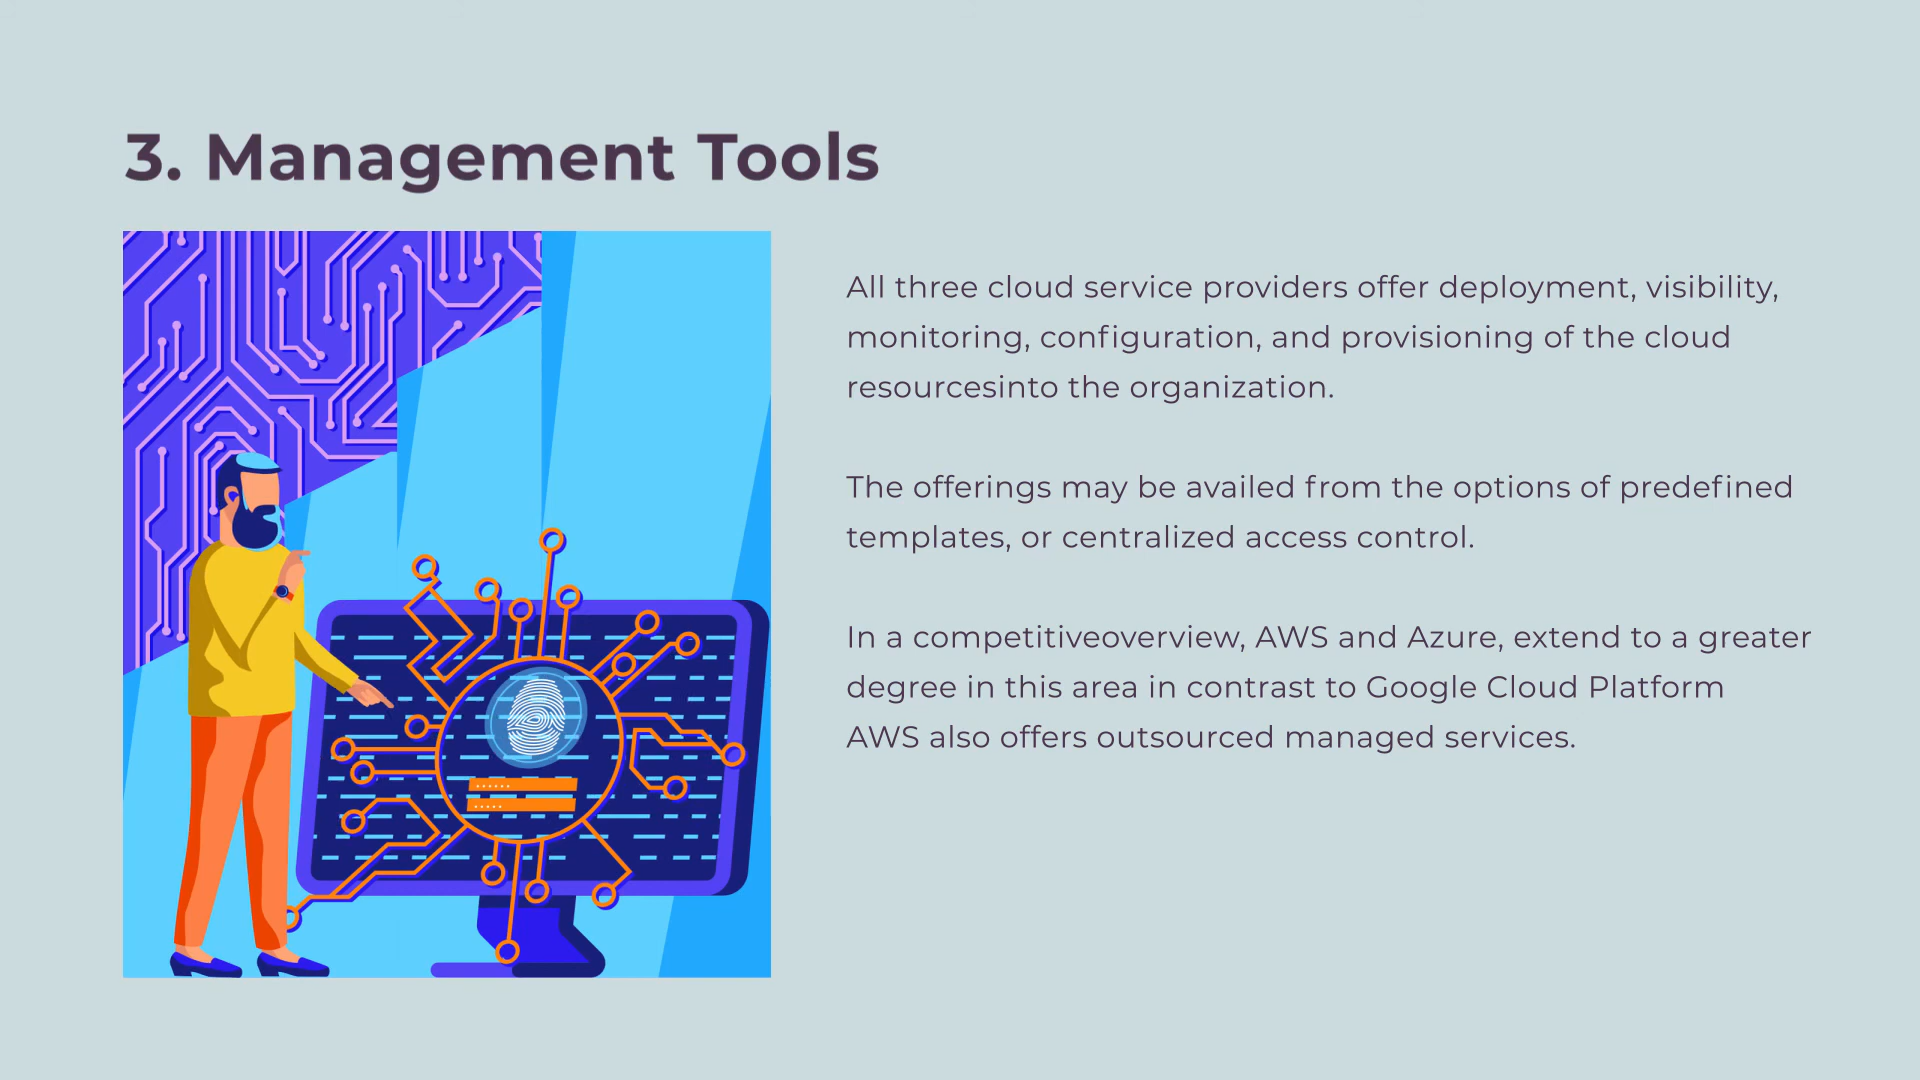 3. Management Tools
All three cloud service providers offer deployment, visibility,
monitoring, configuration, and provisioning of the cloud
resourcesinto the organization.
The offerings may be availed from the options of predefined
templates, or centralized access control.
In a competitiveoverview, AWS and Azure, extend to a greater
degree in this area in contrast to Google Cloud Platform
AWS also offers outsourced managed services.